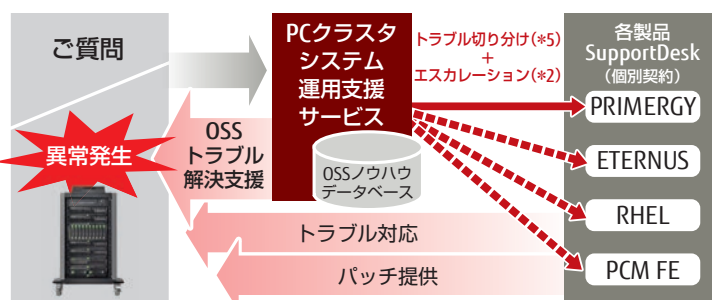 ご質問
異常発生
OSS
トラブル
解決支援
PCクラスタ
システム
運用支援
サービス
OSSノウハウ
データベース
トラブル切り分け(*5)
+
エスカレーション(*2)
各製品
SupportDesk
(個別契約)
PRIMERGY
ETERNUS
RHEL
PCM FE
トラブル対応
パッチ提供